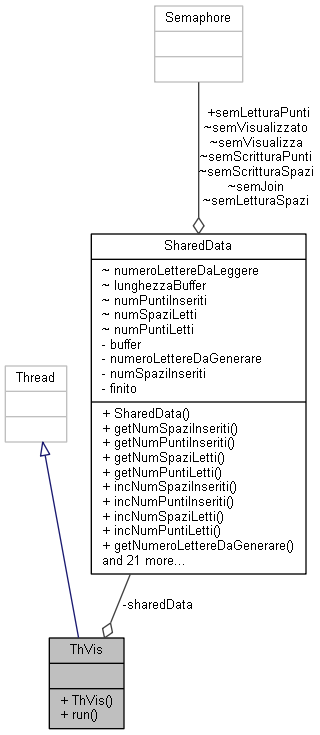 Semaphore
+semLetturaPunti
~semVisualizzato
~semVisualizza
~semScritturaPunti
~semScritturaSpazi
~semJoin
~semLetturaSpazi
SharedData
~ numeroLettereDaLeggere
~ lunghezzaBuffer
~ numPuntiInseriti
~ numSpaziLetti
~ numPuntiLetti
- buffer
- numeroLettereDaGenerare
- numSpaziInseriti
- finito
+ SharedData()
+ getNumSpaziInseriti()
+ getNumPuntiInseriti()
+ getNumSpaziLetti()
+ getNumPuntiLetti()
+ incNumSpaziInseriti()
+ incNumPuntiInseriti()
+ incNumSpaziLetti()
+ incNumPuntiLetti()
+ getNumeroLettereDaGenerare()
and 21 more...
Thread
-sharedData
ThVis
+ ThVis()
+ run()